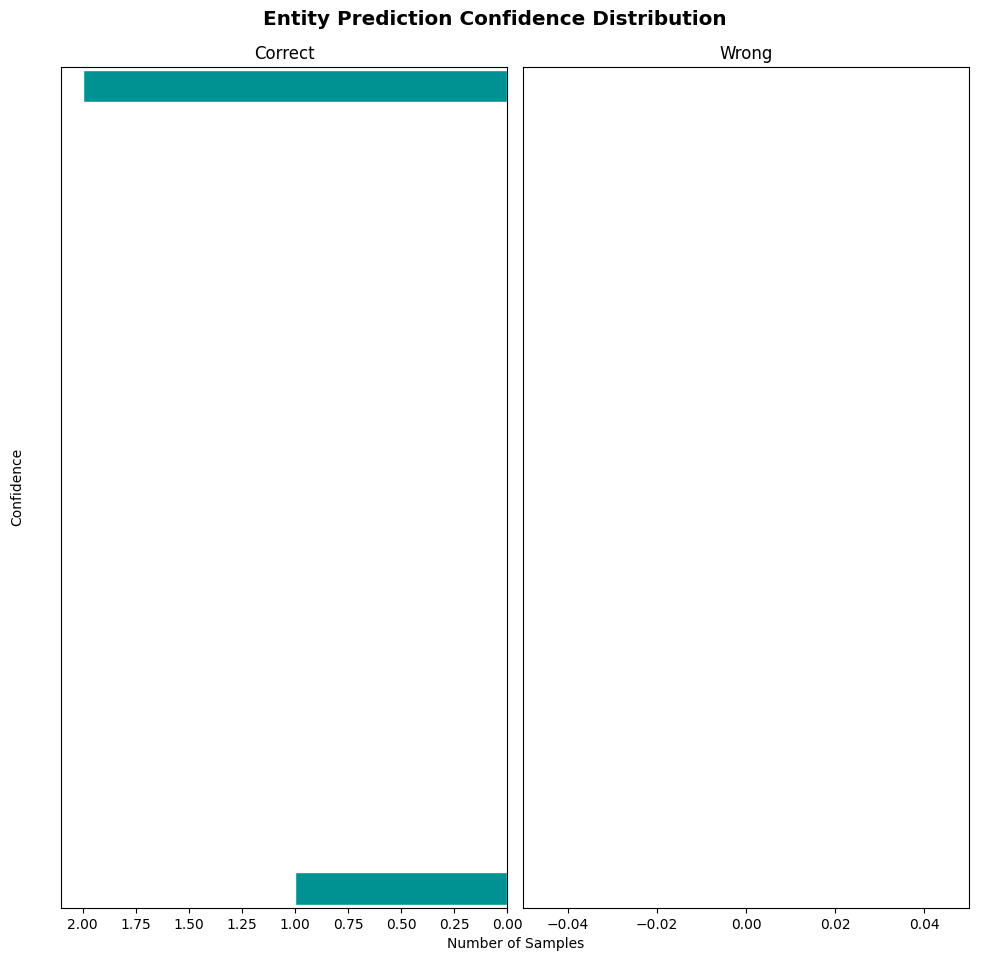 Entity Prediction Confidence Distribution
Correct
Wrong
Confidence
2.00 1.75 1.50 1.25 1.00 0.75 0.50 0.25 0.00
−0.04 −0.02 0.00 0.02 0.04
Number of Samples